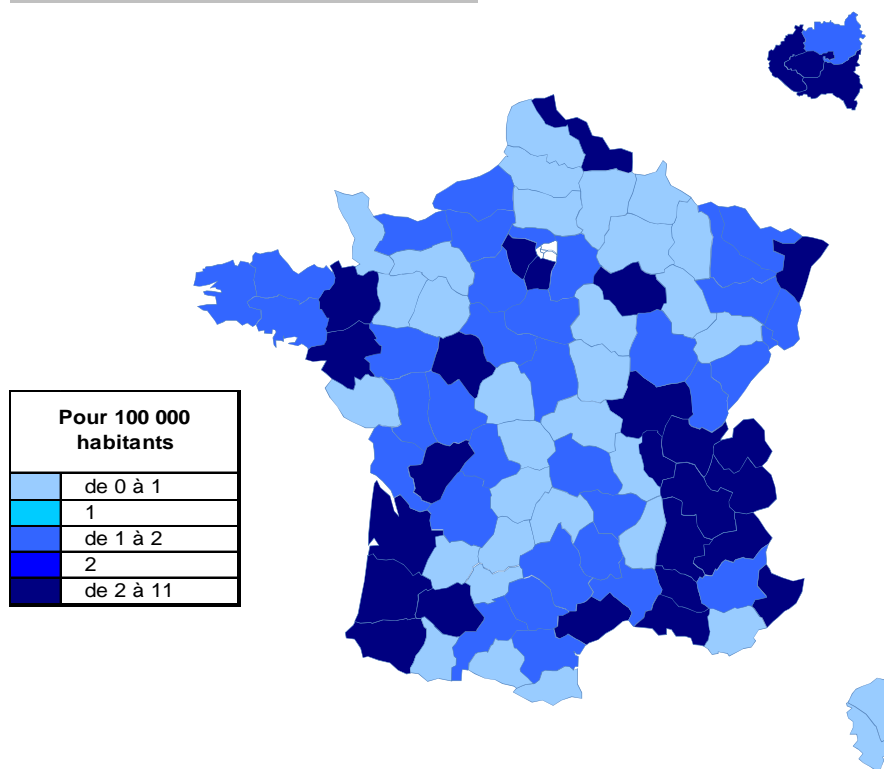 Pour 100 000
habitants
de 0 à 1
1
de 1 à 2
2
de 2 à 11